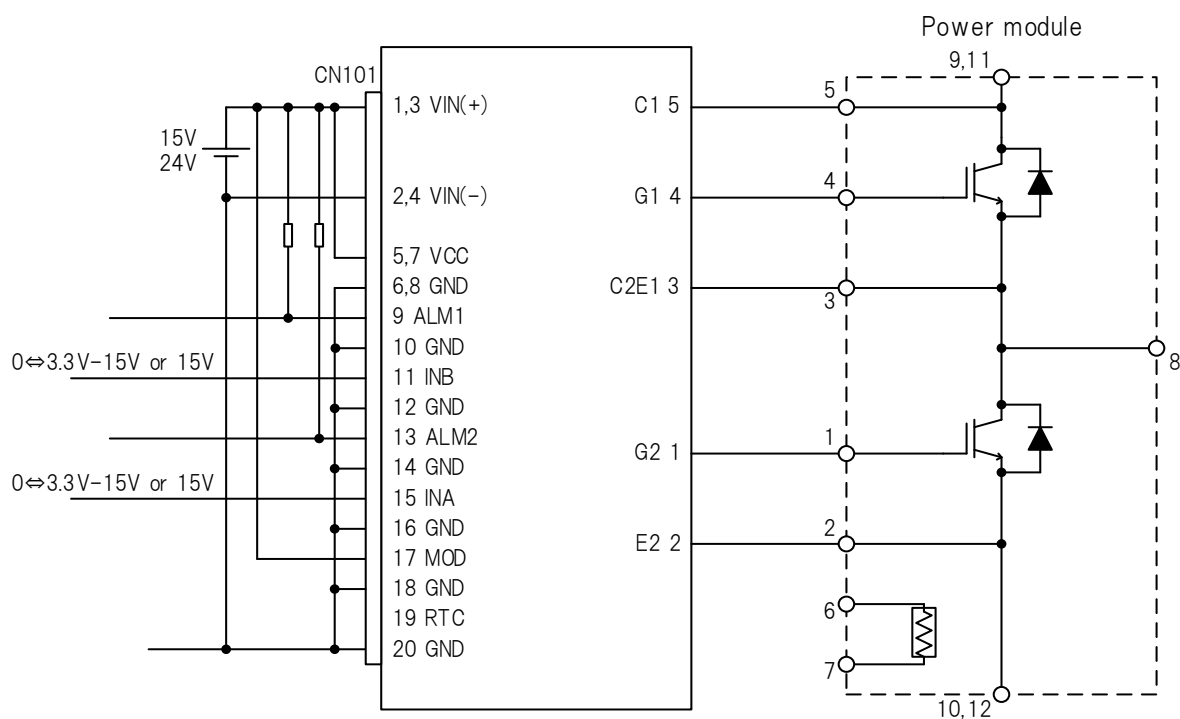 Power module
9,11
CN101
1,3 VIN(+)
C1 5
5
15V
24V
2,4 VIN(-)
G1 4
4
5,7 VCC
6,8 GND
C2E1 3
3
9 ALM1
10 GND
0⇔3.3V-15V or 15V
11 INB
8
12 GND
13 ALM2
G2 1
1
14 GND
0⇔3.3V-15V or 15V
15 INA
16 GND
E2 2
2
17 MOD
18 GND
6
19 RTC
20 GND
7
10,12